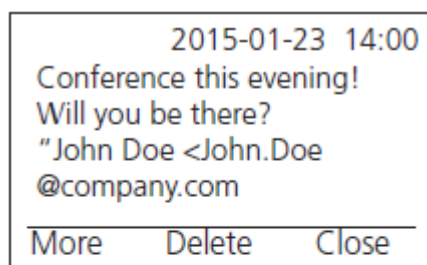 2015-01-23 14:00
Conference this evening!
Will you be there?
"John Doe <John.Doe
@company.com
More Delete Close